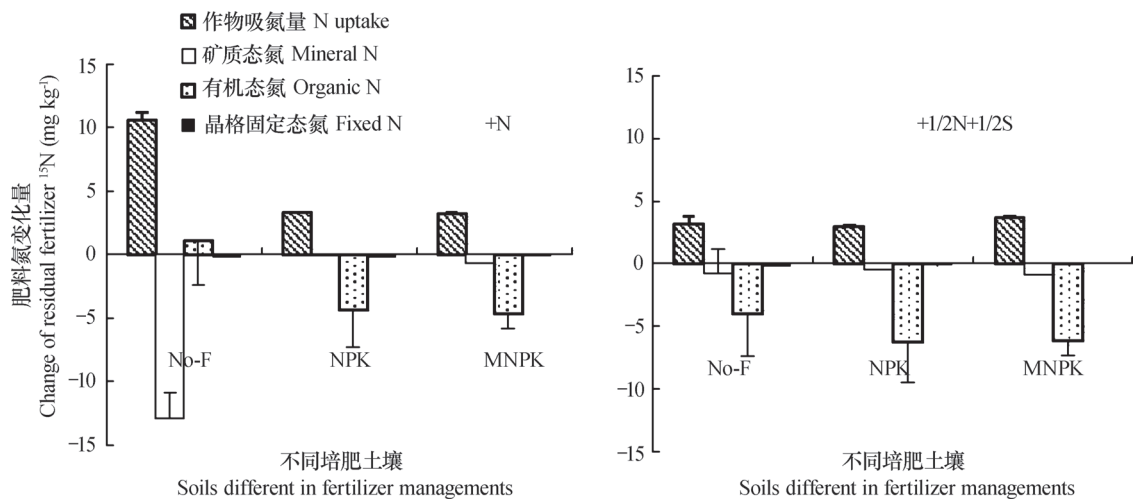 作物吸氮量 N uptake
矿质态氮 Mineral N
有机态氮 Organic N
晶格固定态氮 Fixed N
+N
15
10
5
0
−5
−10
−15
肥料氮变化量
Change of residual fertilizer ¹⁵N (mg kg⁻¹)
No-F
NPK
MNPK
不同培肥土壤
Soils different in fertilizer managements
+1/2N+1/2S
15
10
5
0
−5
−10
−15
No-F
NPK
MNPK
不同培肥土壤
Soils different in fertilizer managements